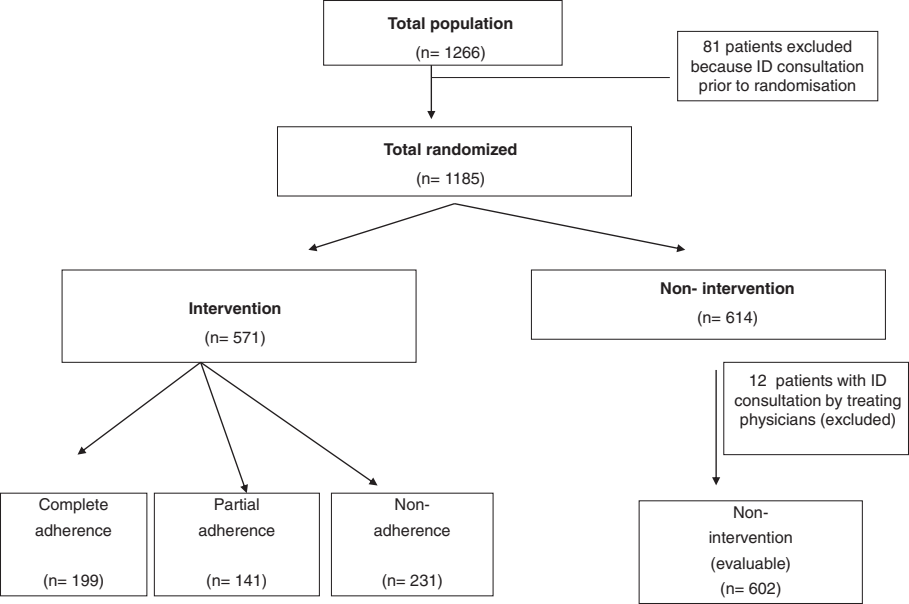 Total population
(n= 1266)
81 patients excluded
because ID consultation
prior to randomisation
Total randomized
(n= 1185)
Intervention
(n= 571)
Non- intervention
(n= 614)
12 patients with ID
consultation by treating
physicians (excluded)
Complete
adherence
(n= 199)
Partial
adherence
(n= 141)
Non-
adherence
(n= 231)
Non-
intervention
(evaluable)
(n= 602)